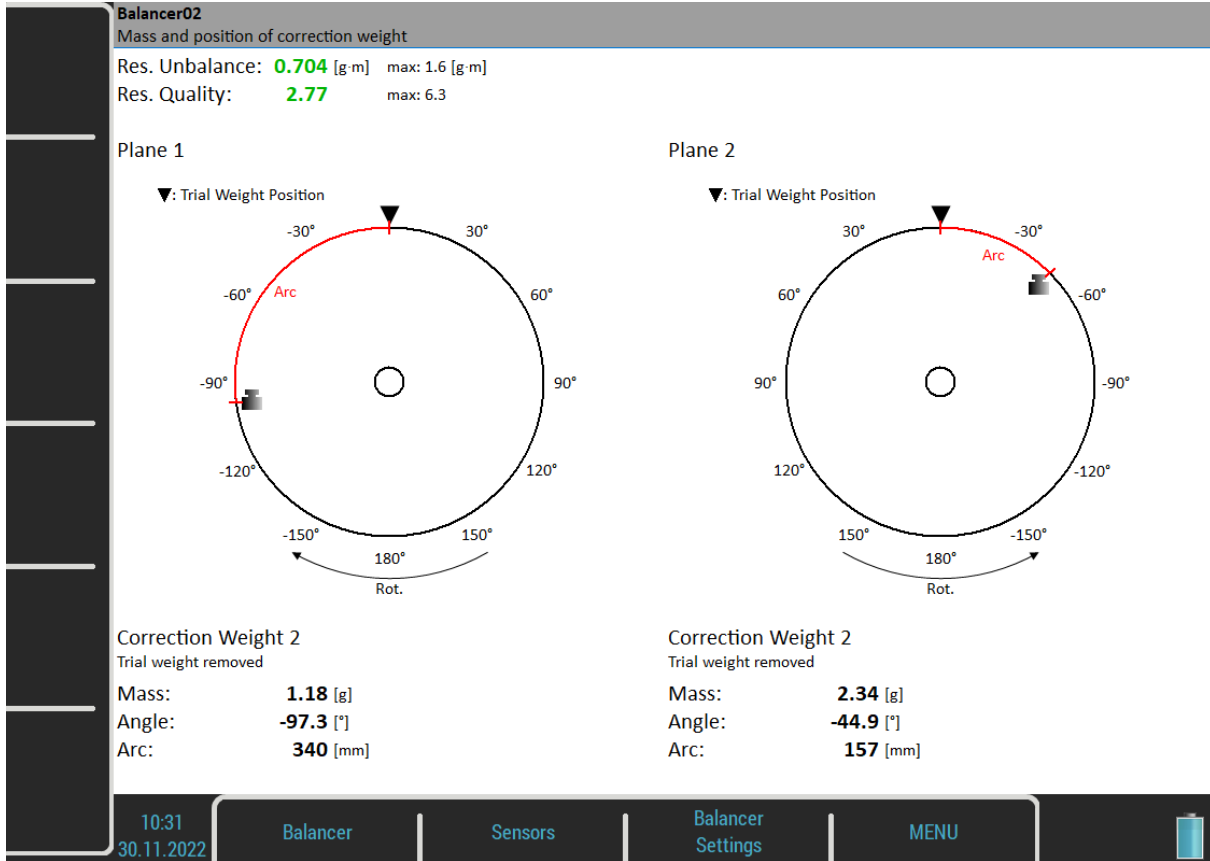 Balancer02
Mass and position of correction weight
Res. Unbalance: 0.704 [g·m] max: 1.6 [g·m]
Res. Quality: 2.77 max: 6.3
Plane 1
▼: Trial Weight Position
-30° 30°
Arc
-60° 60°
-90° 90°
-120° 120°
-150° 150°
180°
Rot.
Plane 2
▼: Trial Weight Position
30° -30°
Arc
60° -60°
90° -90°
120° -120°
150° -150°
180°
Rot.
Correction Weight 2
Trial weight removed
Mass: 1.18 [g]
Angle: -97.3 [°]
Arc: 340 [mm]
Correction Weight 2
Trial weight removed
Mass: 2.34 [g]
Angle: -44.9 [°]
Arc: 157 [mm]
10:31
30.11.2022
Balancer
Sensors
Balancer
Settings
MENU